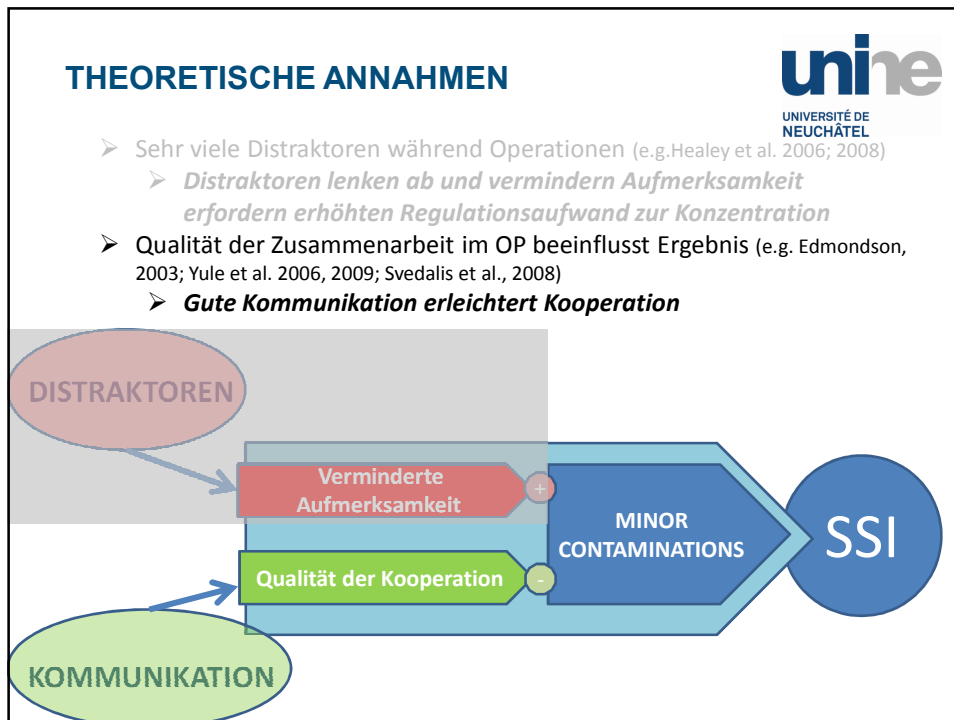 THEORETISCHE ANNAHMEN
unine
UNIVERSITÉ DE
NEUCHÂTEL
Sehr viele Distraktoren während Operationen (e.g.Healey et al. 2006; 2008)
Distraktoren lenken ab und vermindern Aufmerksamkeit
erfordern erhöhten Regulationsaufwand zur Konzentration
Qualität der Zusammenarbeit im OP beeinflusst Ergebnis (e.g. Edmondson,
2003; Yule et al. 2006, 2009; Svedalis et al., 2008)
Gute Kommunikation erleichtert Kooperation
DISTRAKTOREN
Verminderte
Aufmerksamkeit
+
MINOR
CONTAMINATIONS
SSI
Qualität der Kooperation
-
KOMMUNIKATION